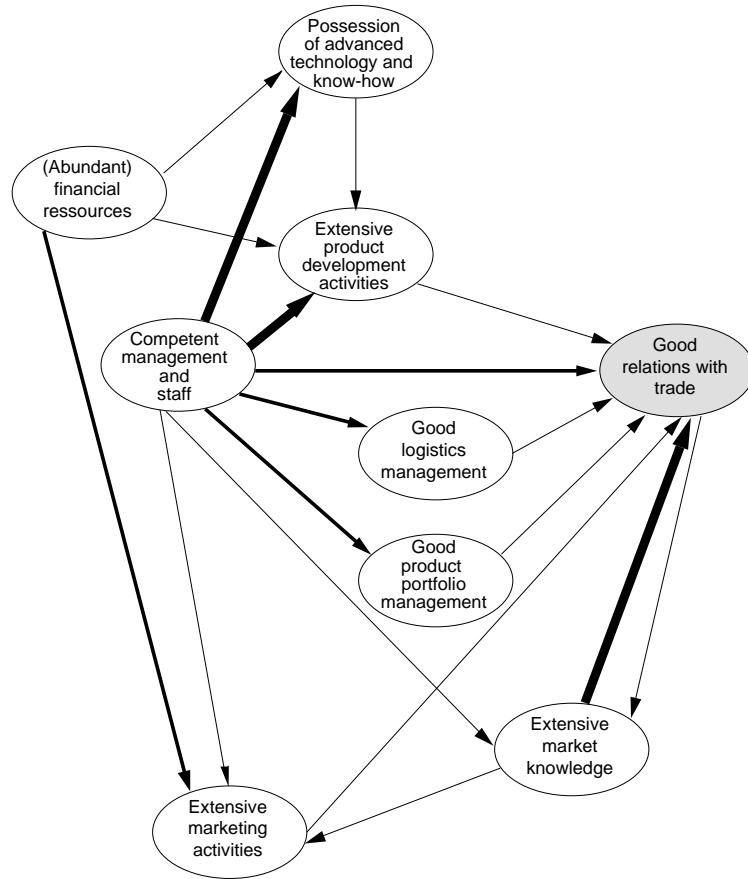 Possession
of advanced
technology and
know-how
(Abundant)
financial
ressources
Extensive
product
development
activities
Competent
management
and
staff
Good
relations with
trade
Good
logistics
management
Good
product
portfolio
management
Extensive
market
knowledge
Extensive
marketing
activities